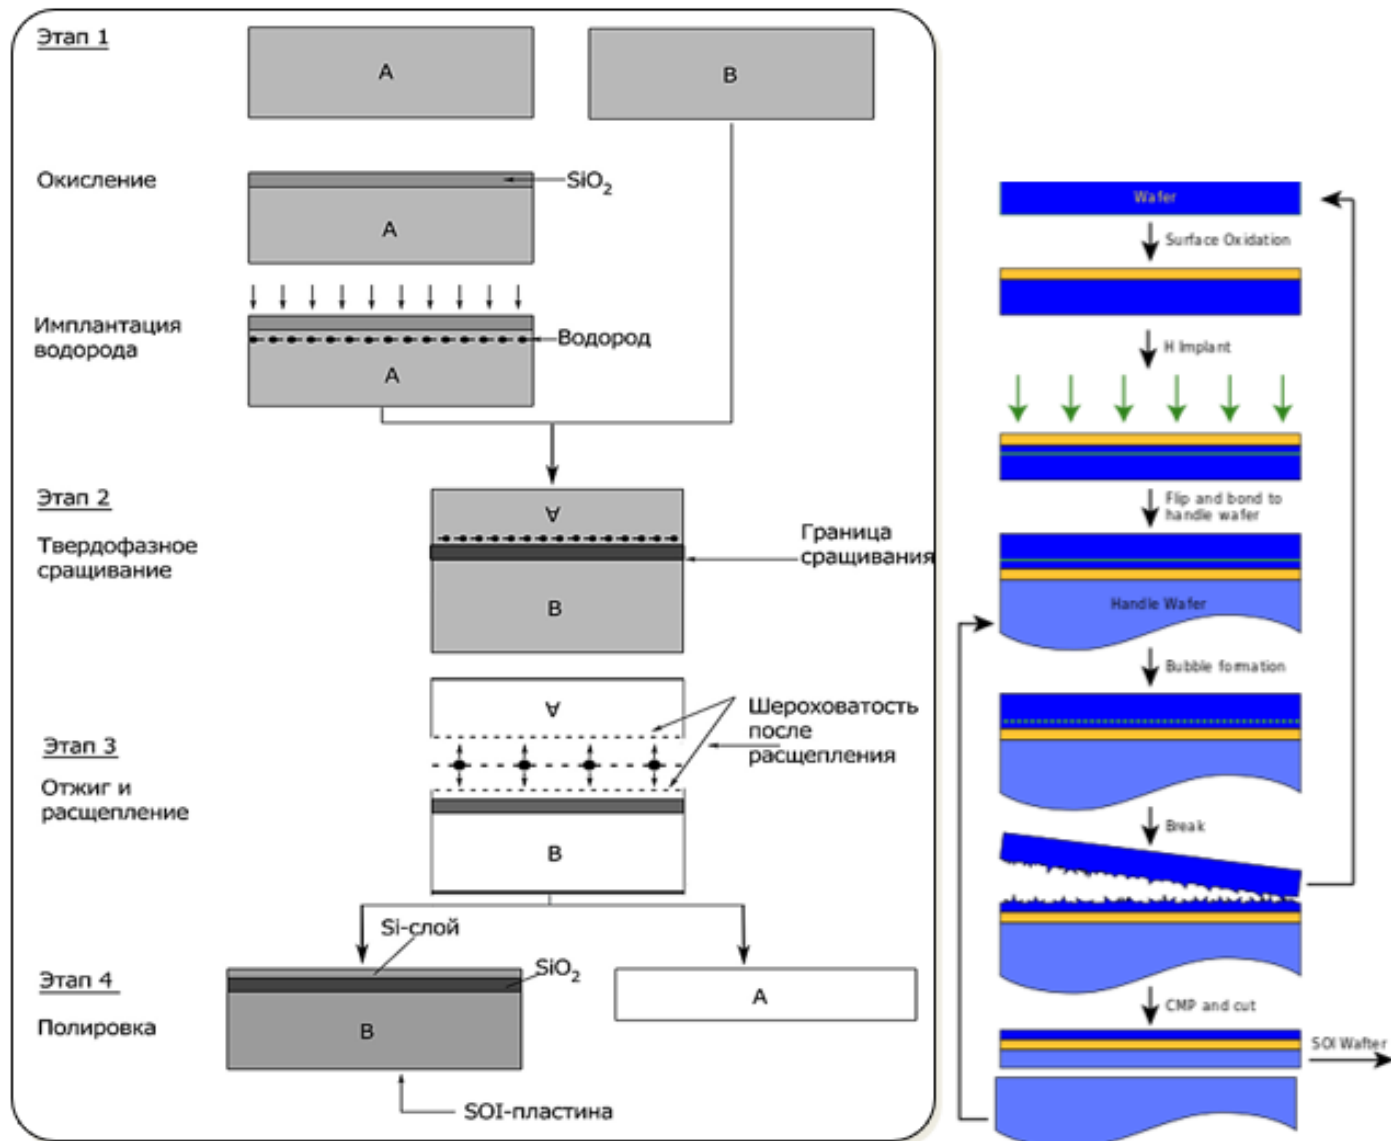 Этап 1
A
B
Окисление
SiO2
A
Имплантация
водорода
Водород
A
Этап 2
Твердофазное
сращивание
A
B
Граница
сращивания
Этап 3
Отжиг и
расщепление
A
B
Шероховатость
после
расщепления
Si-слой
SiO2
Этап 4
Полировка
B
A
SOI-пластина
Wafer
Surface Oxidation
H Implant
Flip and bond to
handle wafer
Handle Wafer
Bubble formation
Break
CMP and cut
SOI Wafter